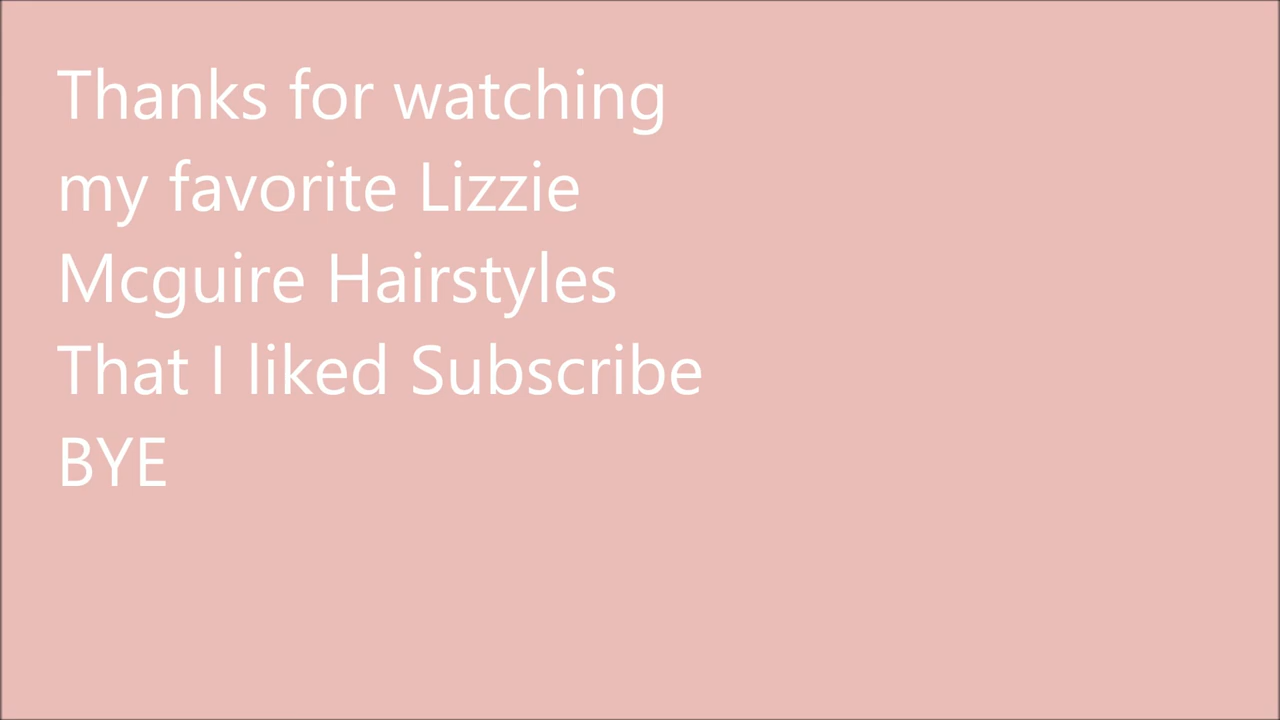 Thanks for watching
my favorite Lizzie
Mcguire Hairstyles
That I liked Subscribe
BYE